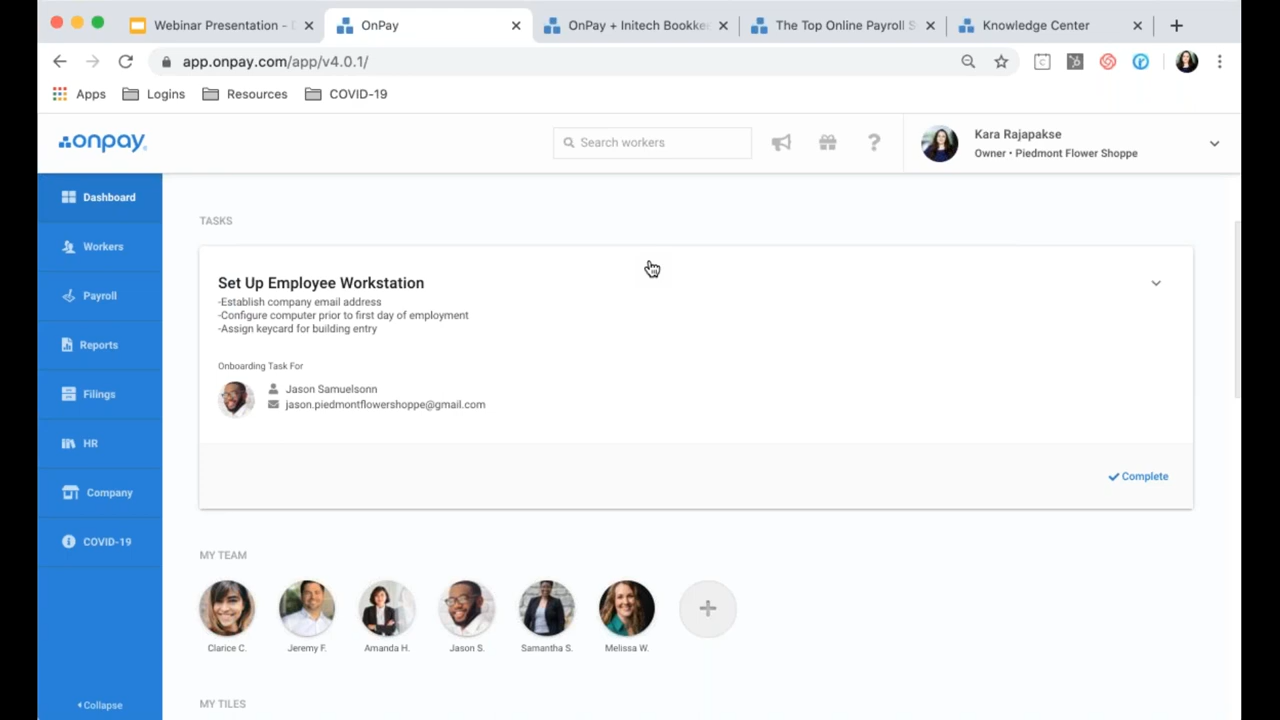 Webinar Presentation -
OnPay
OnPay + Initech Bookke
The Top Online Payroll S
Knowledge Center
app.onpay.com/app/v4.0.1/
Apps
Logins
Resources
COVID-19
onpay
Search workers
?
Kara Rajapakse
Owner • Piedmont Flower Shoppe
Dashboard
Workers
Payroll
Reports
Filings
HR
Company
COVID-19
Collapse
TASKS
Set Up Employee Workstation
-Establish company email address
-Configure computer prior to first day of employment
-Assign keycard for building entry
Onboarding Task For
Jason Samuelsonn
jason.piedmontflowershoppe@gmail.com
Complete
MY TEAM
Clarice C.
Jeremy F.
Amanda H.
Jason S.
Samantha S.
Melissa W.
MY TILES